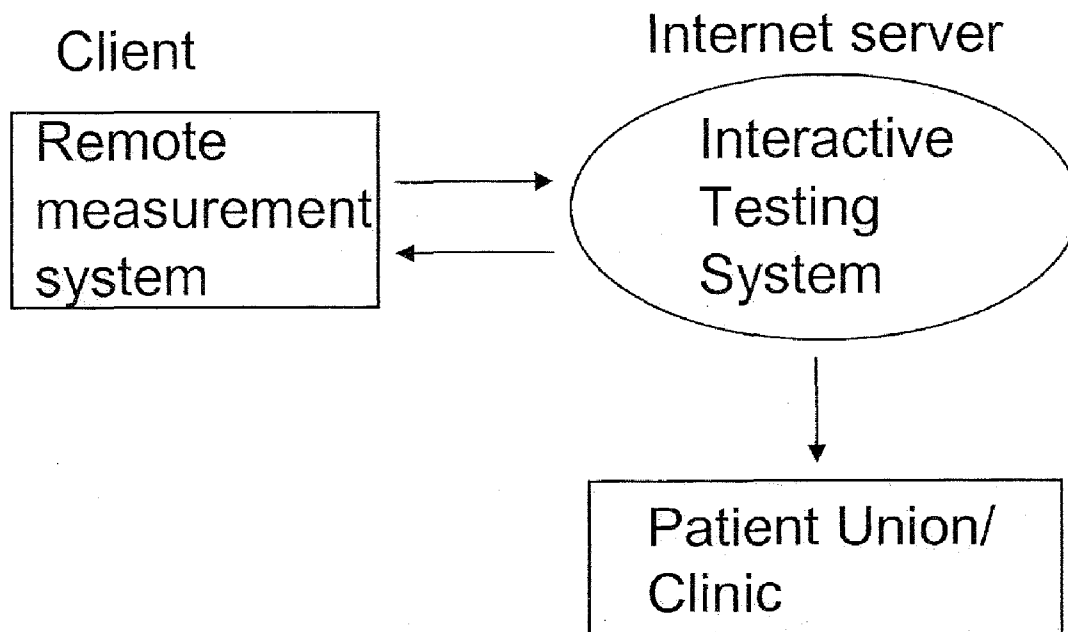 Client
Remote
measurement
system
Internet server
Interactive
Testing
System
Patient Union/
Clinic